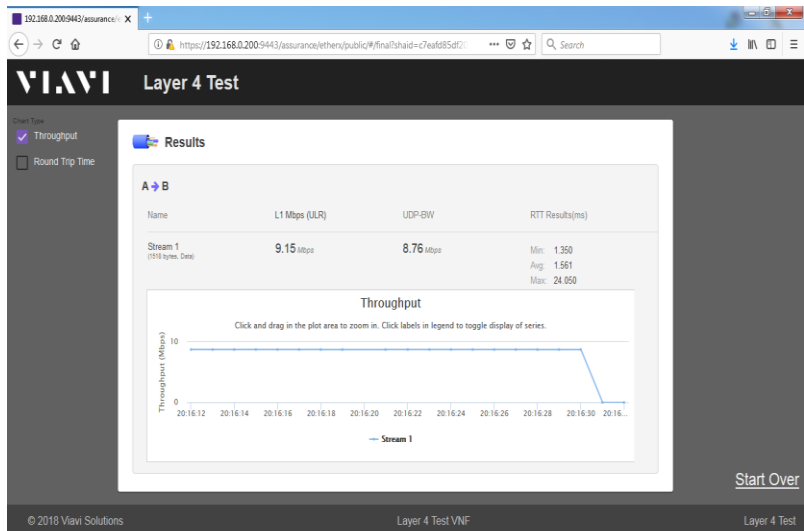 192.168.0.200:9443/assurance/e
https://192.168.0.200:9443/assurance/etherx/public/#/final?shaid=c7eafd85df2
Search
VIAVI
Layer 4 Test
Chart Type
Throughput
Round Trip Time
Results
A → B
Name L1 Mbps (ULR) UDP-BW RTT Results(ms)
Stream 1 9.15 Mbps 8.76 Mbps Min: 1.350
(1518 bytes, Data)
Avg: 1.561
Max: 24.050
Throughput
Click and drag in the plot area to zoom in. Click labels in legend to toggle display of series.
Throughput (Mbps)
10
0
20:16:12 20:16:14 20:16:16 20:16:18 20:16:20 20:16:22 20:16:24 20:16:26 20:16:28 20:16:30 20:16...
Stream 1
Start Over
© 2018 Viavi Solutions Layer 4 Test VNF Layer 4 Test